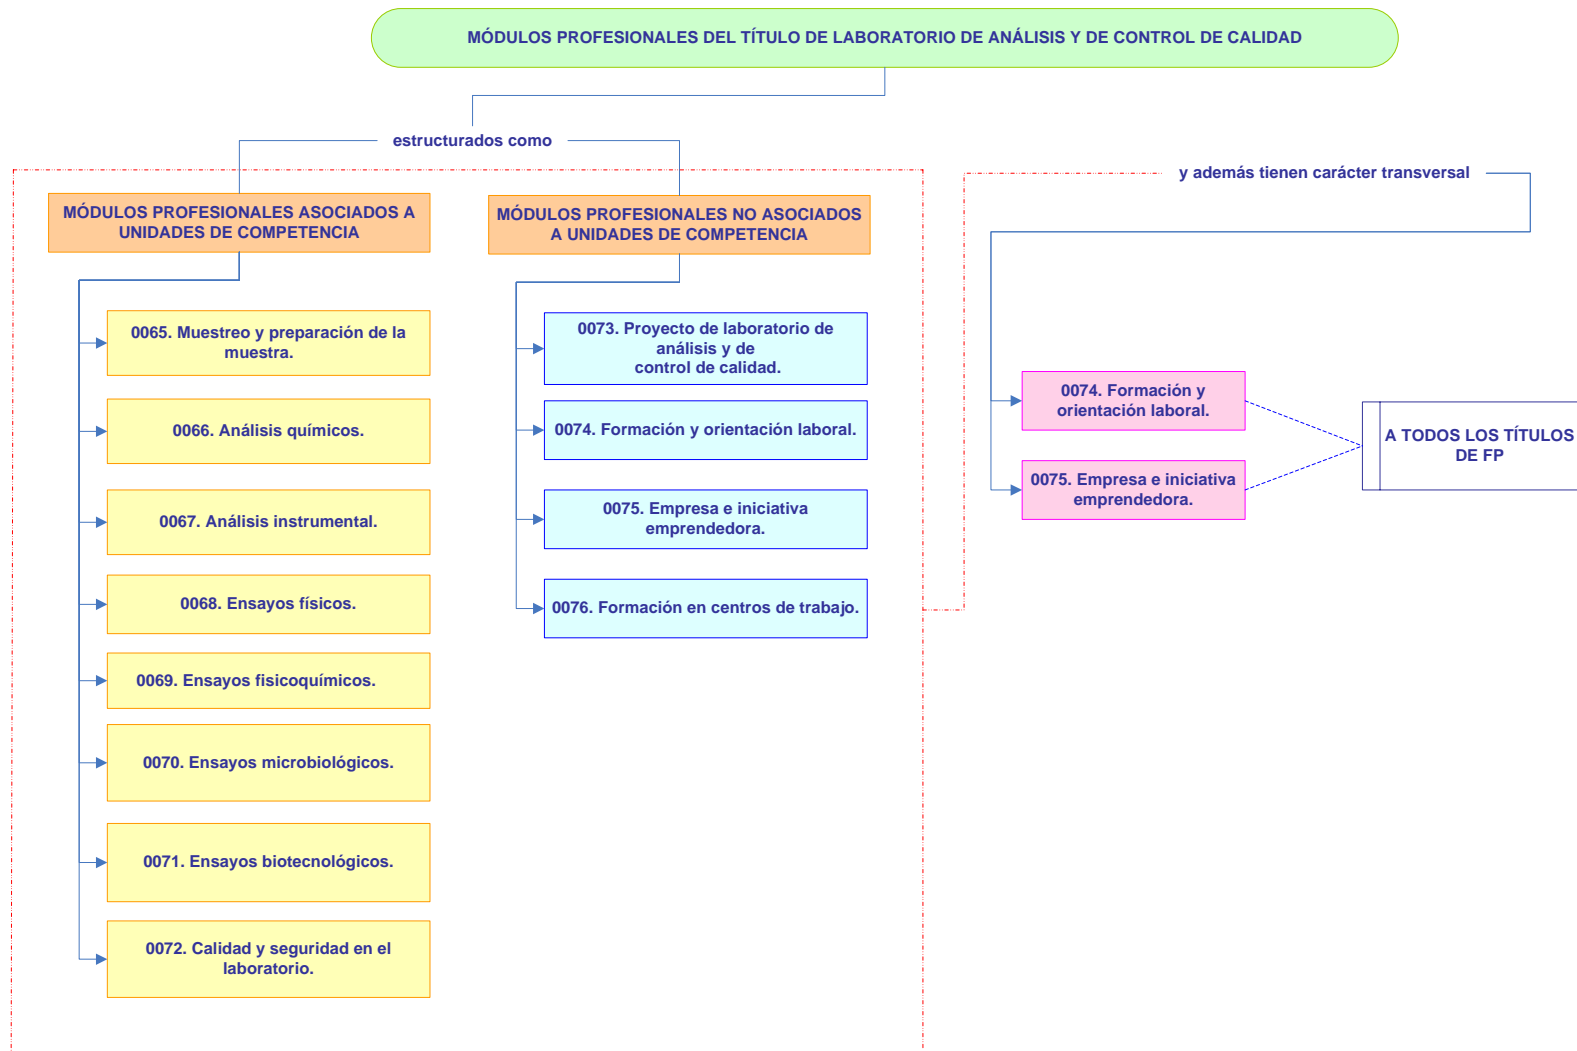 MÓDULOS PROFESIONALES DEL TÍTULO DE LABORATORIO DE ANÁLISIS Y DE CONTROL DE CALIDAD
estructurados como
y además tienen carácter transversal
MÓDULOS PROFESIONALES ASOCIADOS A
UNIDADES DE COMPETENCIA
MÓDULOS PROFESIONALES NO ASOCIADOS
A UNIDADES DE COMPETENCIA
0065. Muestreo y preparación de la
muestra.
0066. Análisis químicos.
0067. Análisis instrumental.
0068. Ensayos físicos.
0069. Ensayos fisicoquímicos.
0070. Ensayos microbiológicos.
0071. Ensayos biotecnológicos.
0072. Calidad y seguridad en el
laboratorio.
0073. Proyecto de laboratorio de
análisis y de
control de calidad.
0074. Formación y orientación laboral.
0075. Empresa e iniciativa
emprendedora.
0076. Formación en centros de trabajo.
0074. Formación y
orientación laboral.
0075. Empresa e iniciativa
emprendedora.
A TODOS LOS TÍTULOS
DE FP